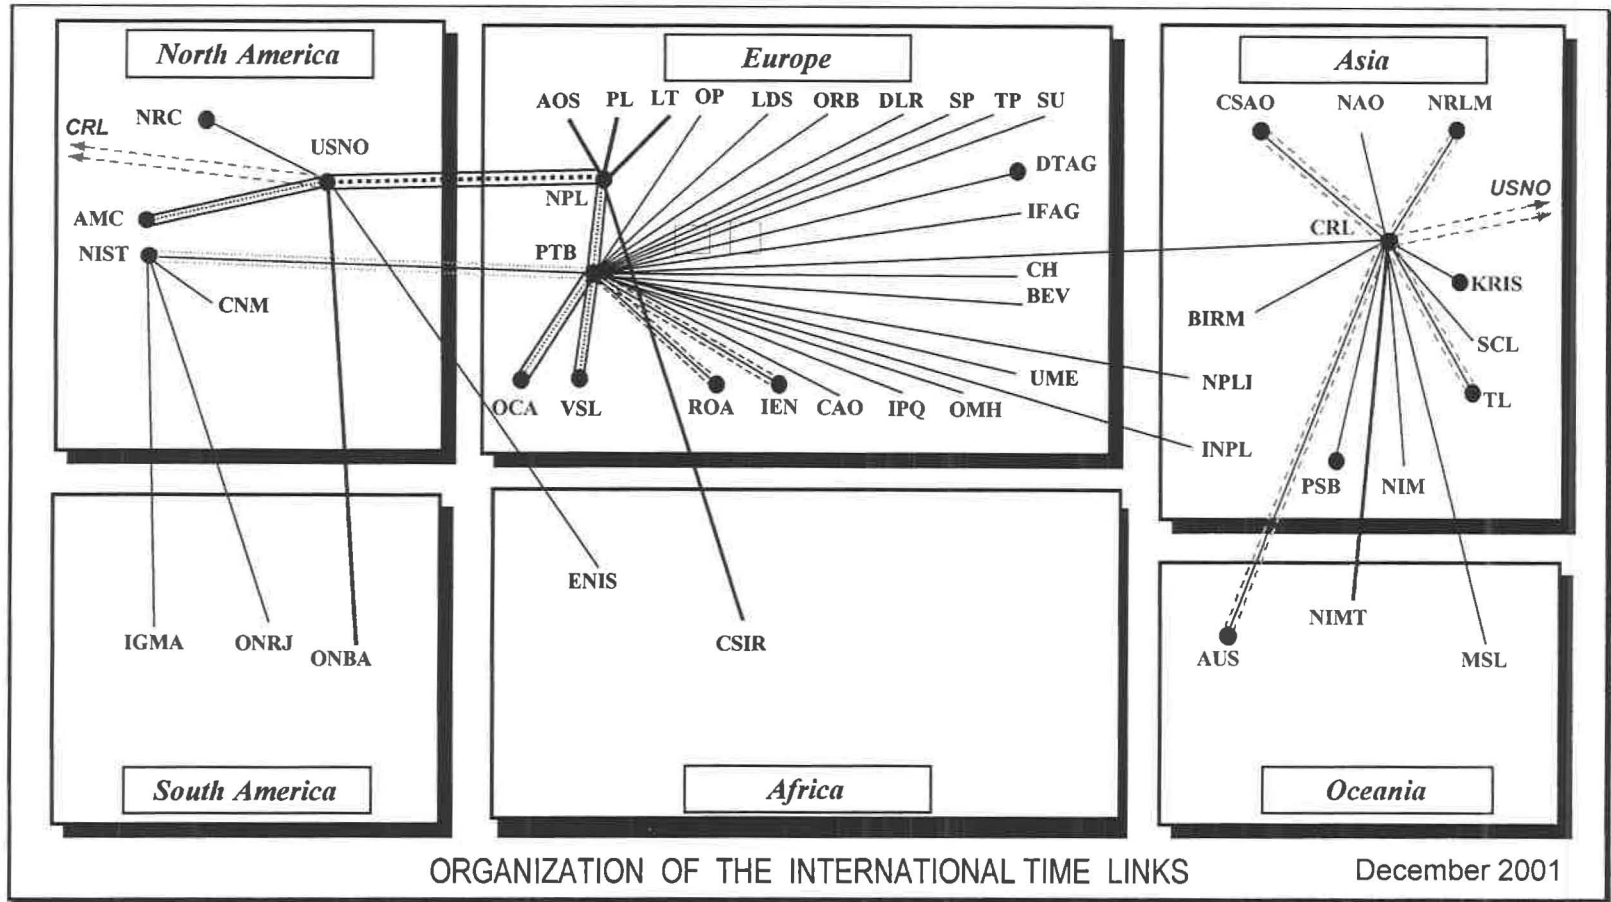 North America
NRC
CRL
USNO
AMC
NIST
CNM
Europe
AOS PL LT OP LDS ORB DLR SP TP SU
NPL
DTAG
IFAG
PTB
CH
BEV
UME
OCA VSL ROA IEN CAO IPQ OMH
Asia
CSAO NAO NRLM
USNO
CRL
KRIS
BIRM
SCL
NPLI
TL
INPL
PSB NIM
IGMA ONRJ ONBA
South America
ENIS
CSIR
Africa
NIMT
AUS MSL
Oceania
ORGANIZATION OF THE INTERNATIONAL TIME LINKS December 2001